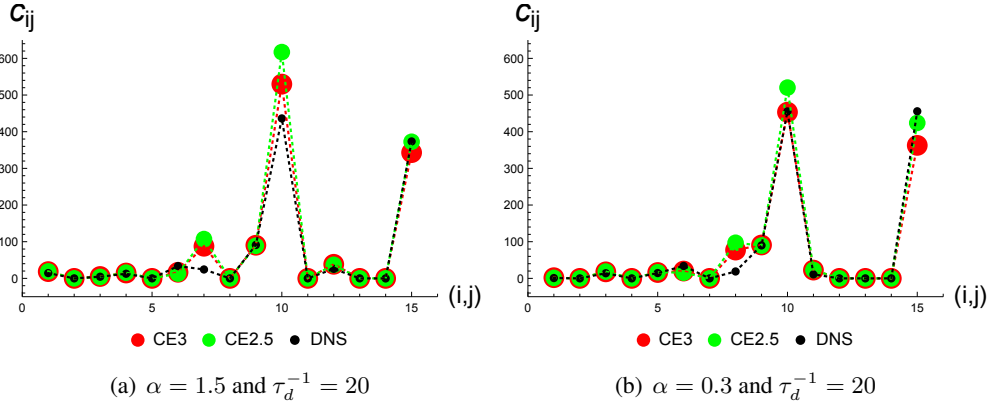 Cij
600
500
400
300
200
100
0
0 5 10 15
(i,j)
CE3 CE2.5 DNS
(a) α = 1.5 and τd⁻¹ = 20
Cij
600
500
400
300
200
100
0
0 5 10 15
(i,j)
CE3 CE2.5 DNS
(b) α = 0.3 and τd⁻¹ = 20